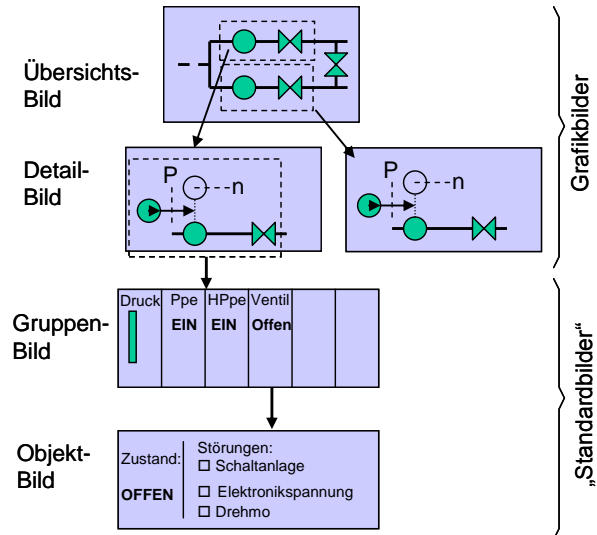 Übersichts-
Bild
Grafikbilder
Detail-
Bild
P
n
P
n
Gruppen-
Bild
Druck Ppe HPpe Ventil
EIN EIN Offen
„Standardbilder"
Objekt-
Bild
Zustand:
OFFEN
Störungen:
Schaltanlage
Elektronikspannung
Drehmo